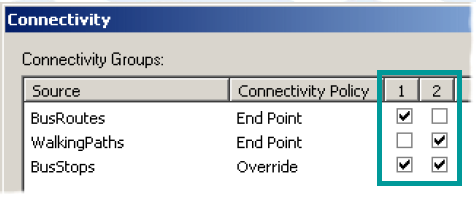 Connectivity
Connectivity Groups:
Source Connectivity Policy 1 2
BusRoutes End Point
WalkingPaths End Point
BusStops Override